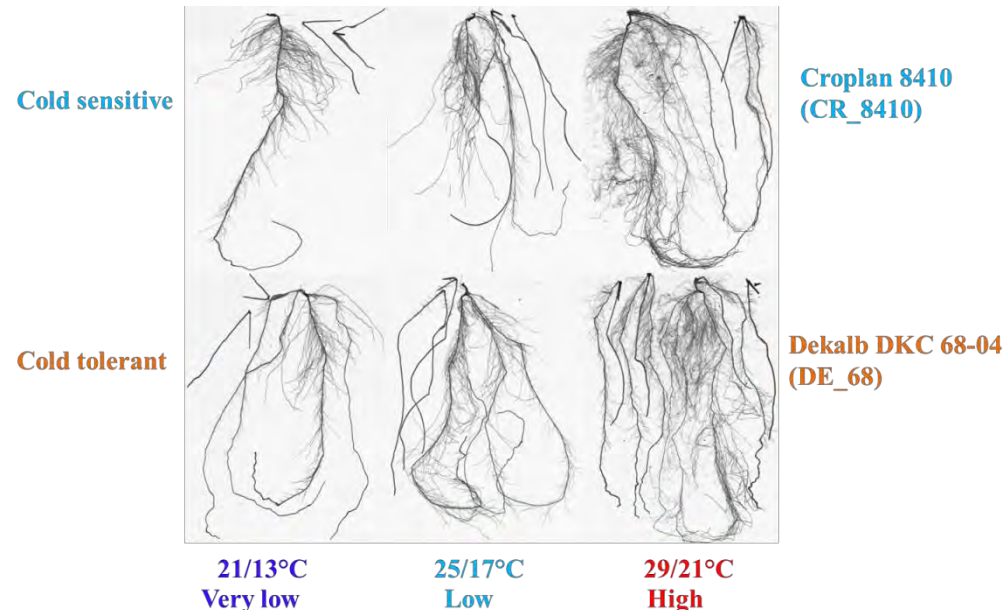 Cold sensitive
Croplan 8410
(CR_8410)
Cold tolerant
Dekalb DKC 68-04
(DE_68)
21/13°C
25/17°C
29/21°C
Very low
Low
High